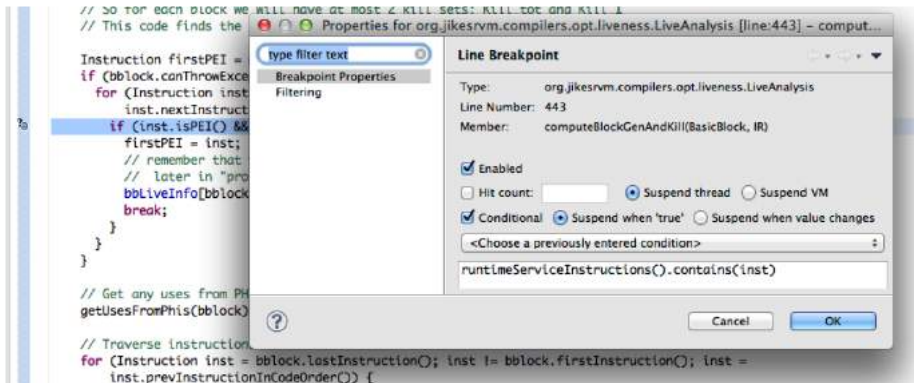 // So for each block we will have at most 2 kill sets: Kill_tot and Kill_I
// This code finds the
Properties for org.jikesrvm.compilers.opt.liveness.LiveAnalysis [line:443] – comput...
Instruction firstPEI =
if (bblock.canThrowExce
for (Instruction inst
inst.nextInstruct
if (inst.isPEI() &&
firstPEI = inst;
// remember that
// later in "pro
bbLiveInfo[bblock
break;
}
}
}
// Get any uses from PH
getUsesFromPhis(bblock)
// Traverse instruction
for (Instruction inst = bblock.lastInstruction(); inst != bblock.firstInstruction(); inst =
inst.prevInstructionInCodeOrder()) {
type filter text
Breakpoint Properties
Filtering
Line Breakpoint
Type: org.jikesrvm.compilers.opt.liveness.LiveAnalysis
Line Number: 443
Member: computeBlockGenAndKill(BasicBlock, IR)
Enabled
Hit count: Suspend thread Suspend VM
Conditional Suspend when 'true' Suspend when value changes
<Choose a previously entered condition>
runtimeServiceInstructions().contains(inst)
? Cancel OK